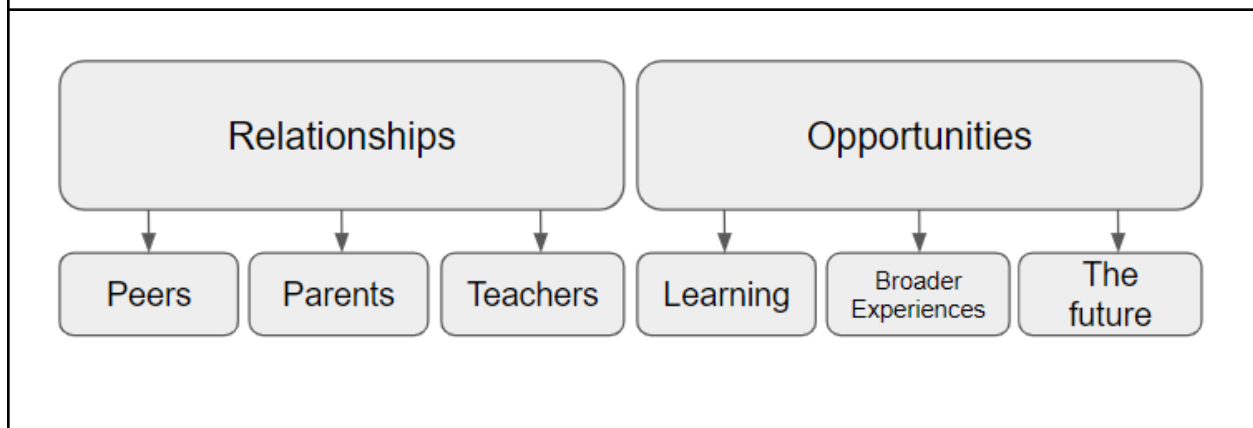 Relationships
Opportunities
Peers
Parents
Teachers
Learning
Broader
Experiences
The
future